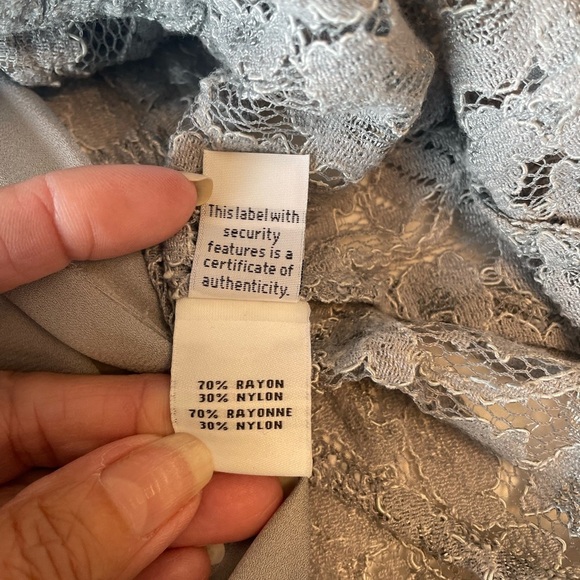 This label with
security
features is a
certificate of
authenticity.
70% RAYON
30% NYLON
70% RAYONNE
30% NYLON